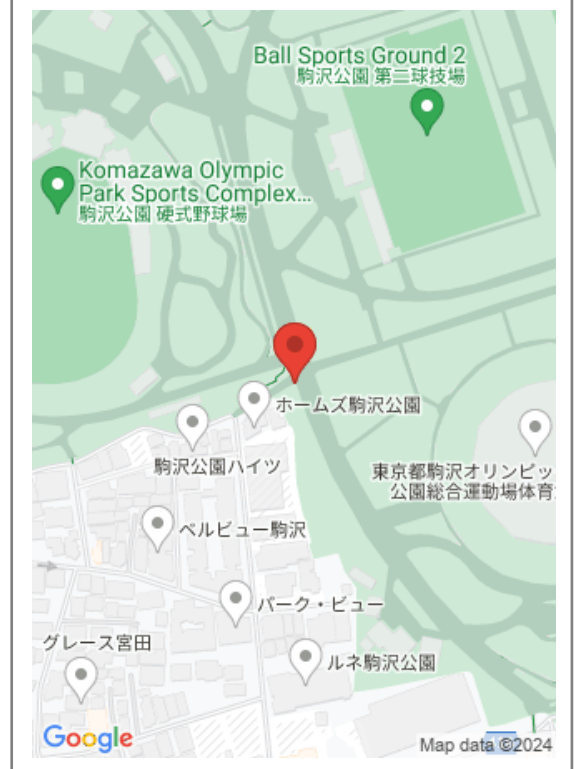 Ball Sports Ground 2
駒沢公園 第二球技場
Komazawa Olympic
Park Sports Complex...
駒沢公園 硬式野球場
ホームズ駒沢公園
駒沢公園ハイツ
東京都駒沢オリンピッ
公園総合運動場体育
ベルビュー駒沢
パーク・ビュー
グレース宮田
ルネ駒沢公園
Google
Map data ©2024